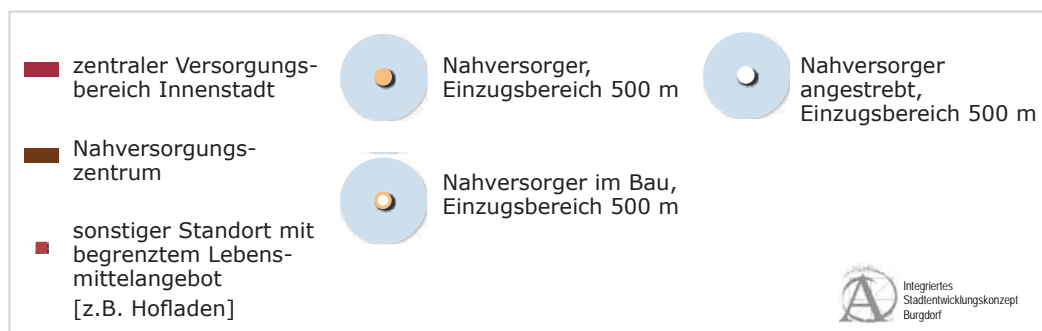 zentraler Versorgungs-
bereich Innenstadt
Nahversorgungs-
zentrum
sonstiger Standort mit
begrenztem Lebens-
mittelangebot
[z.B. Hofladen]
Nahversorger,
Einzugsbereich 500 m
Nahversorger im Bau,
Einzugsbereich 500 m
Nahversorger
angestrebt,
Einzugsbereich 500 m
A
Integriertes
Stadtentwicklungskonzept
Burgdorf